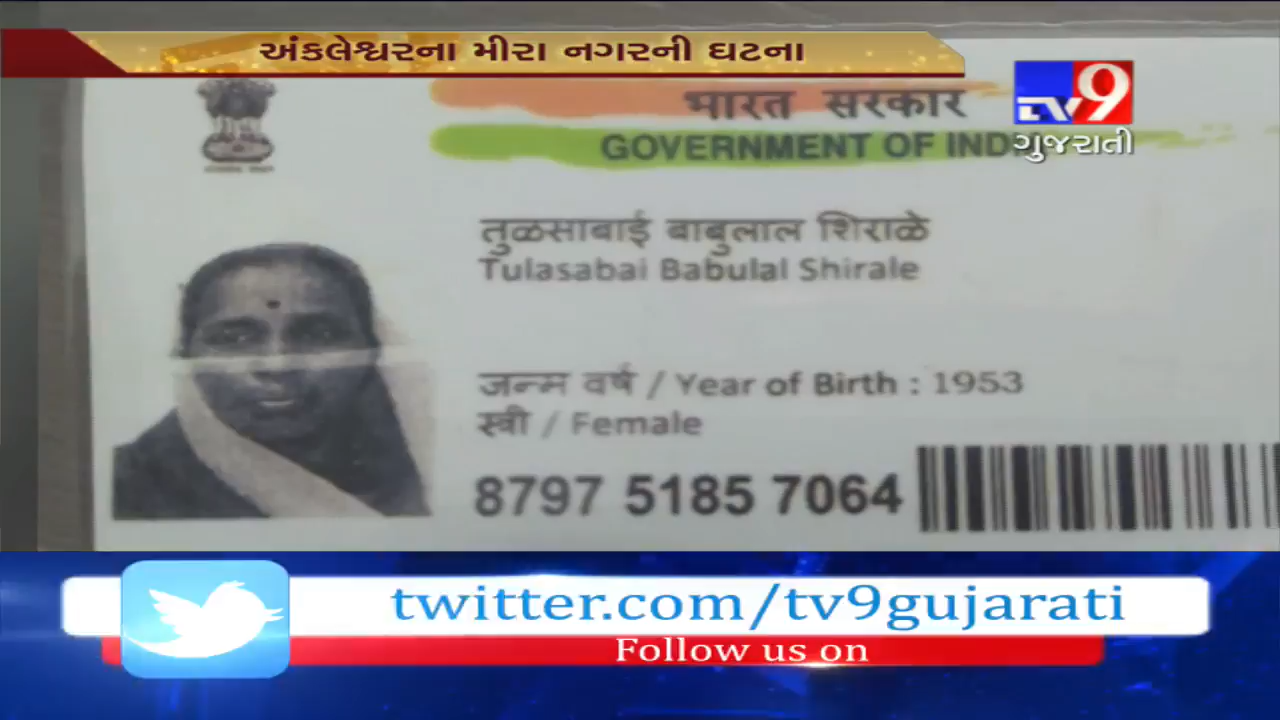 અંકલેશ્વરના મીરા નગરની ઘટના
TV9
ગુજરાતી
भारत सरकार
GOVERNMENT OF INDIA
तुळसाबाई बाबुलाल शिराळे
Tulasabai Babulal Shirale
जन्म वर्ष / Year of Birth : 1953
स्त्री / Female
8797 5185 7064
twitter.com/tv9gujarati
Follow us on